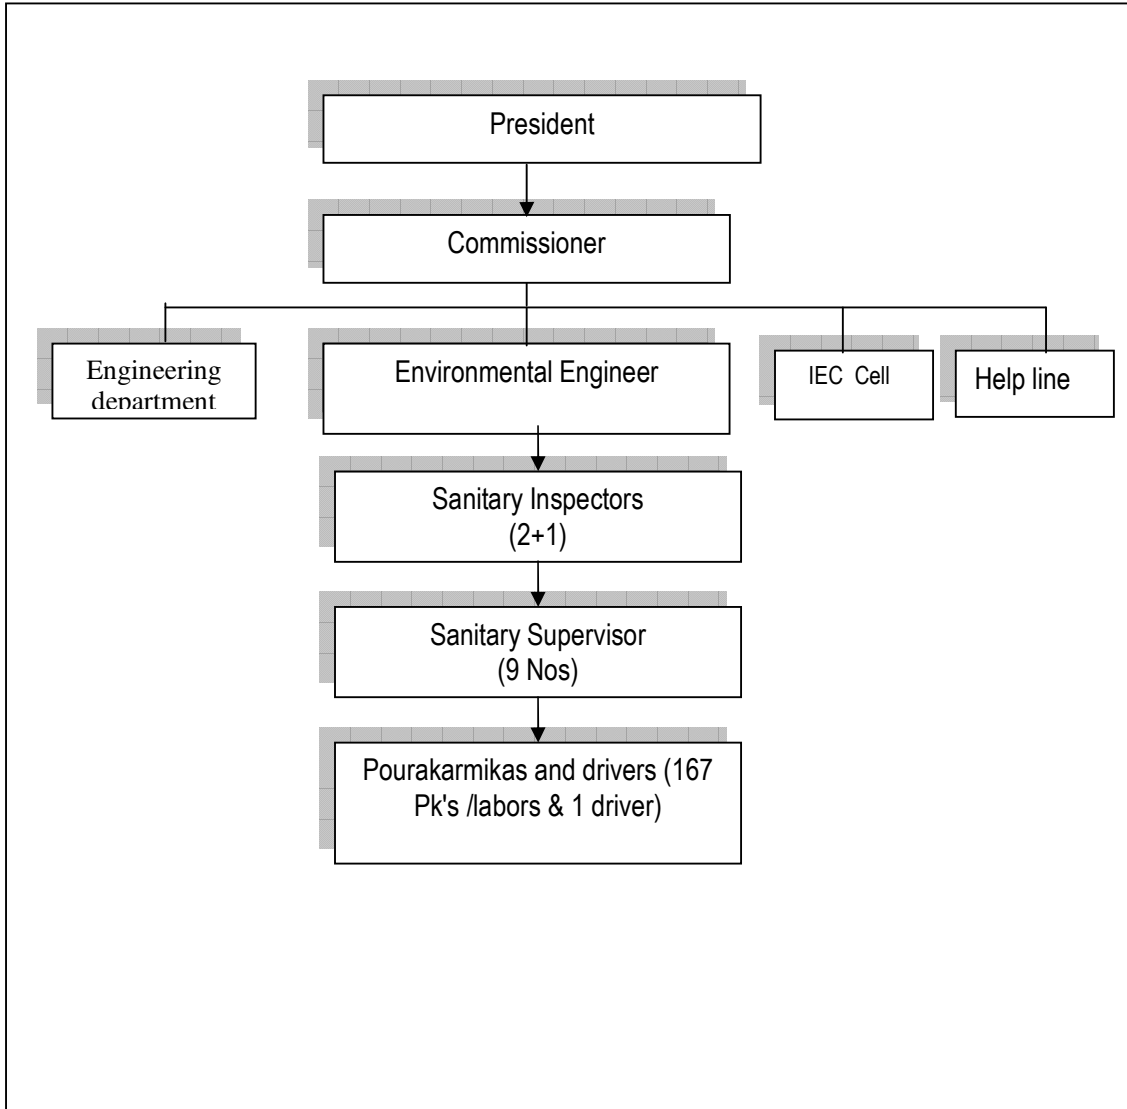 President
Commissioner
Engineering
department
Environmental Engineer
IEC Cell
Help line
Sanitary Inspectors
(2+1)
Sanitary Supervisor
(9 Nos)
Pourakarmikas and drivers (167
Pk's /labors & 1 driver)